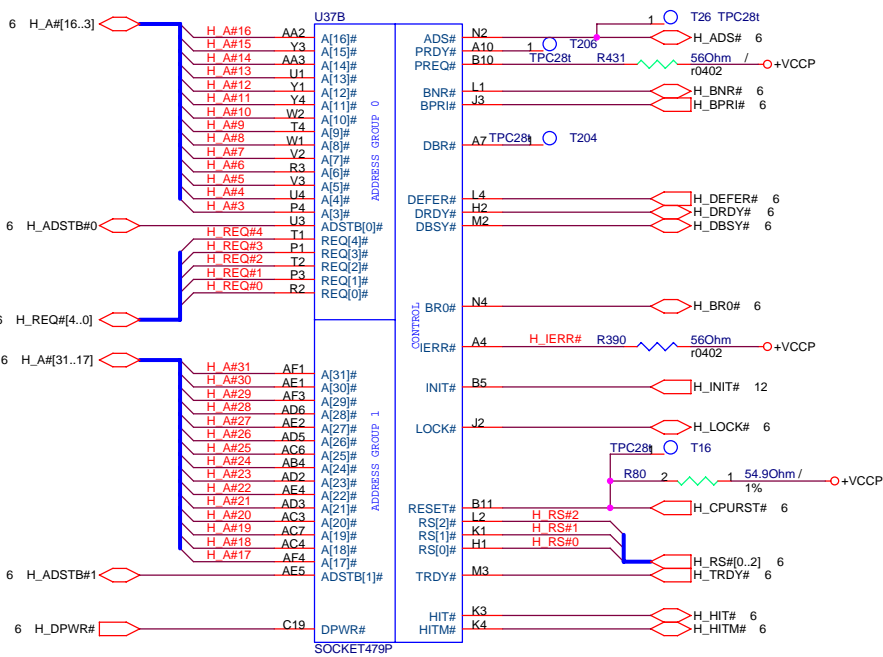 U37B
6 H_A#[16..3]
H_A#16 AA2 A[16]#
H_A#15 Y3 A[15]#
H_A#14 AA3 A[14]#
H_A#13 U1 A[13]#
H_A#12 Y1 A[12]#
H_A#11 Y4 A[11]#
H_A#10 W2 A[10]#
H_A#9 T4 A[9]#
H_A#8 W1 A[8]#
H_A#7 V2 A[7]#
H_A#6 R3 A[6]#
H_A#5 V3 A[5]#
H_A#4 U4 A[4]#
H_A#3 P4 A[3]#
6 H_ADSTB#0 U3 ADSTB[0]#
H_REQ#4 T1 REQ[4]#
H_REQ#3 P1 REQ[3]#
H_REQ#2 T2 REQ[2]#
H_REQ#1 P3 REQ[1]#
H_REQ#0 R2 REQ[0]#
6 H_REQ#[4..0]
ADDRESS GROUP 0
6 H_A#[31..17]
H_A#31 AF1 A[31]#
H_A#30 AE1 A[30]#
H_A#29 AF3 A[29]#
H_A#28 AD6 A[28]#
H_A#27 AE2 A[27]#
H_A#26 AD5 A[26]#
H_A#25 AC6 A[25]#
H_A#24 AB4 A[24]#
H_A#23 AD2 A[23]#
H_A#22 AE4 A[22]#
H_A#21 AD3 A[21]#
H_A#20 AC3 A[20]#
H_A#19 AC7 A[19]#
H_A#18 AC4 A[18]#
H_A#17 AF4 A[17]#
6 H_ADSTB#1 AE5 ADSTB[1]#
ADDRESS GROUP 1
6 H_DPWR# C19 DPWR#
SOCKET479P
CONTROL
1 T26 TPC28t
ADS# N2 H_ADS# 6
PRDY# A10 TPC28t 1 T206
PREQ# B10 R431 56Ohm / r0402 +VCCP
BNR# L1 H_BNR# 6
BPRI# J3 H_BPRI# 6
DBR# A7 TPC28t 1 T204
DEFER# L4 H_DEFER# 6
DRDY# H2 H_DRDY# 6
DBSY# M2 H_DBSY# 6
BR0# N4 H_BR0# 6
IERR# A4 H_IERR# R390 56Ohm r0402 +VCCP
INIT# B5 H_INIT# 12
LOCK# J2 H_LOCK# 6
TPC28t 1 T16
R80 2 1 54.9Ohm / 1% +VCCP
RESET# B11 H_CPURST# 6
RS[2]# L2 H_RS#2
RS[1]# K1 H_RS#1
RS[0]# H1 H_RS#0
H_RS#[0..2] 6
TRDY# M3 H_TRDY# 6
HIT# K3 H_HIT# 6
HITM# K4 H_HITM# 6